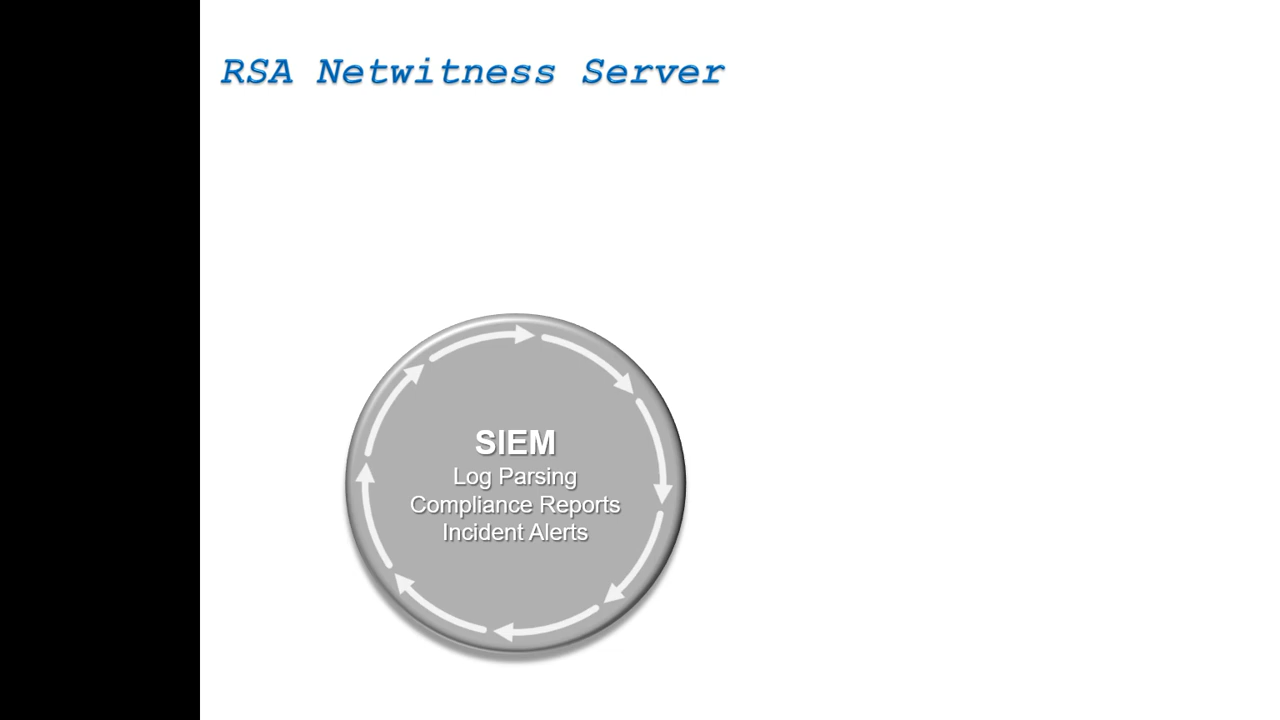 RSA Netwitness Server
SIEM
Log Parsing
Compliance Reports
Incident Alerts